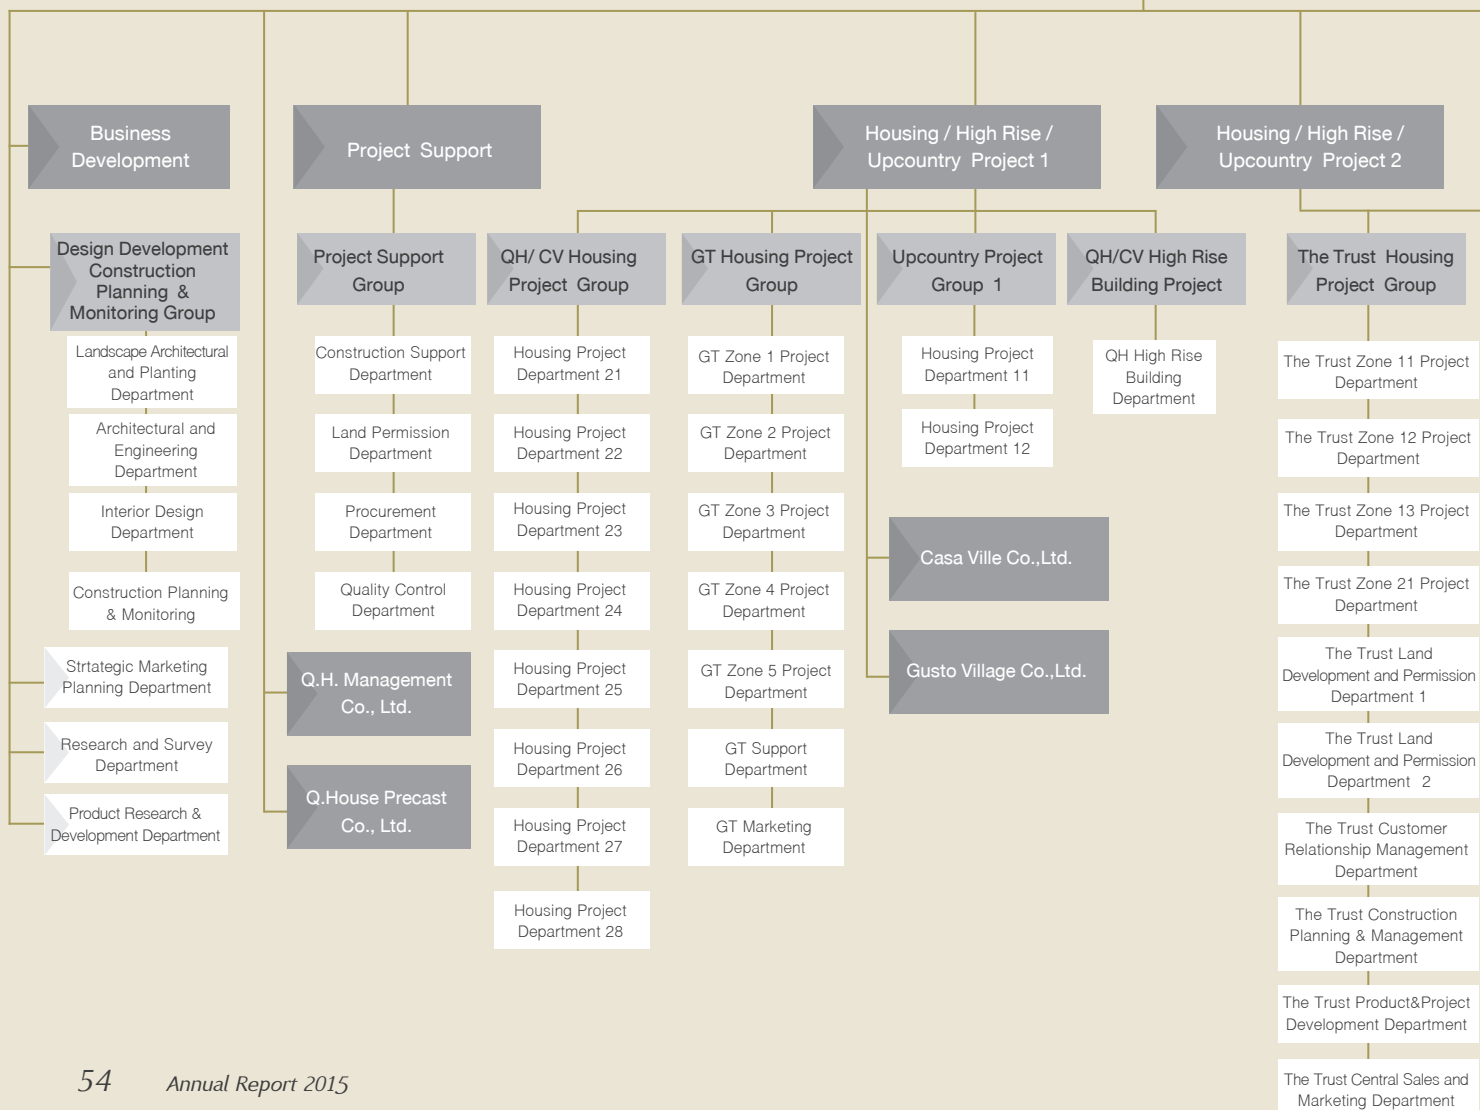 Business
Development
Project Support
Housing / High Rise /
Upcountry Project 1
Housing / High Rise /
Upcountry Project 2
Design Development
Construction
Planning &
Monitoring Group
Landscape Architectural
and Planting
Department
Architectural and
Engineering
Department
Interior Design
Department
Construction Planning
& Monitoring
Strtategic Marketing
Planning Department
Research and Survey
Department
Product Research &
Development Department
Project Support
Group
Construction Support
Department
Land Permission
Department
Procurement
Department
Quality Control
Department
Q.H. Management
Co., Ltd.
Q.House Precast
Co., Ltd.
QH/ CV Housing
Project Group
Housing Project
Department 21
Housing Project
Department 22
Housing Project
Department 23
Housing Project
Department 24
Housing Project
Department 25
Housing Project
Department 26
Housing Project
Department 27
Housing Project
Department 28
GT Housing Project
Group
GT Zone 1 Project
Department
GT Zone 2 Project
Department
GT Zone 3 Project
Department
GT Zone 4 Project
Department
GT Zone 5 Project
Department
GT Support
Department
GT Marketing
Department
Upcountry Project
Group 1
Housing Project
Department 11
Housing Project
Department 12
Casa Ville Co.,Ltd.
Gusto Village Co.,Ltd.
QH/CV High Rise
Building Project
QH High Rise
Building
Department
The Trust Housing
Project Group
The Trust Zone 11 Project
Department
The Trust Zone 12 Project
Department
The Trust Zone 13 Project
Department
The Trust Zone 21 Project
Department
The Trust Land
Development and Permission
Department 1
The Trust Land
Development and Permission
Department 2
The Trust Customer
Relationship Management
Department
The Trust Construction
Planning & Management
Department
The Trust Product&Project
Development Department
The Trust Central Sales and
Marketing Department
54 Annual Report 2015